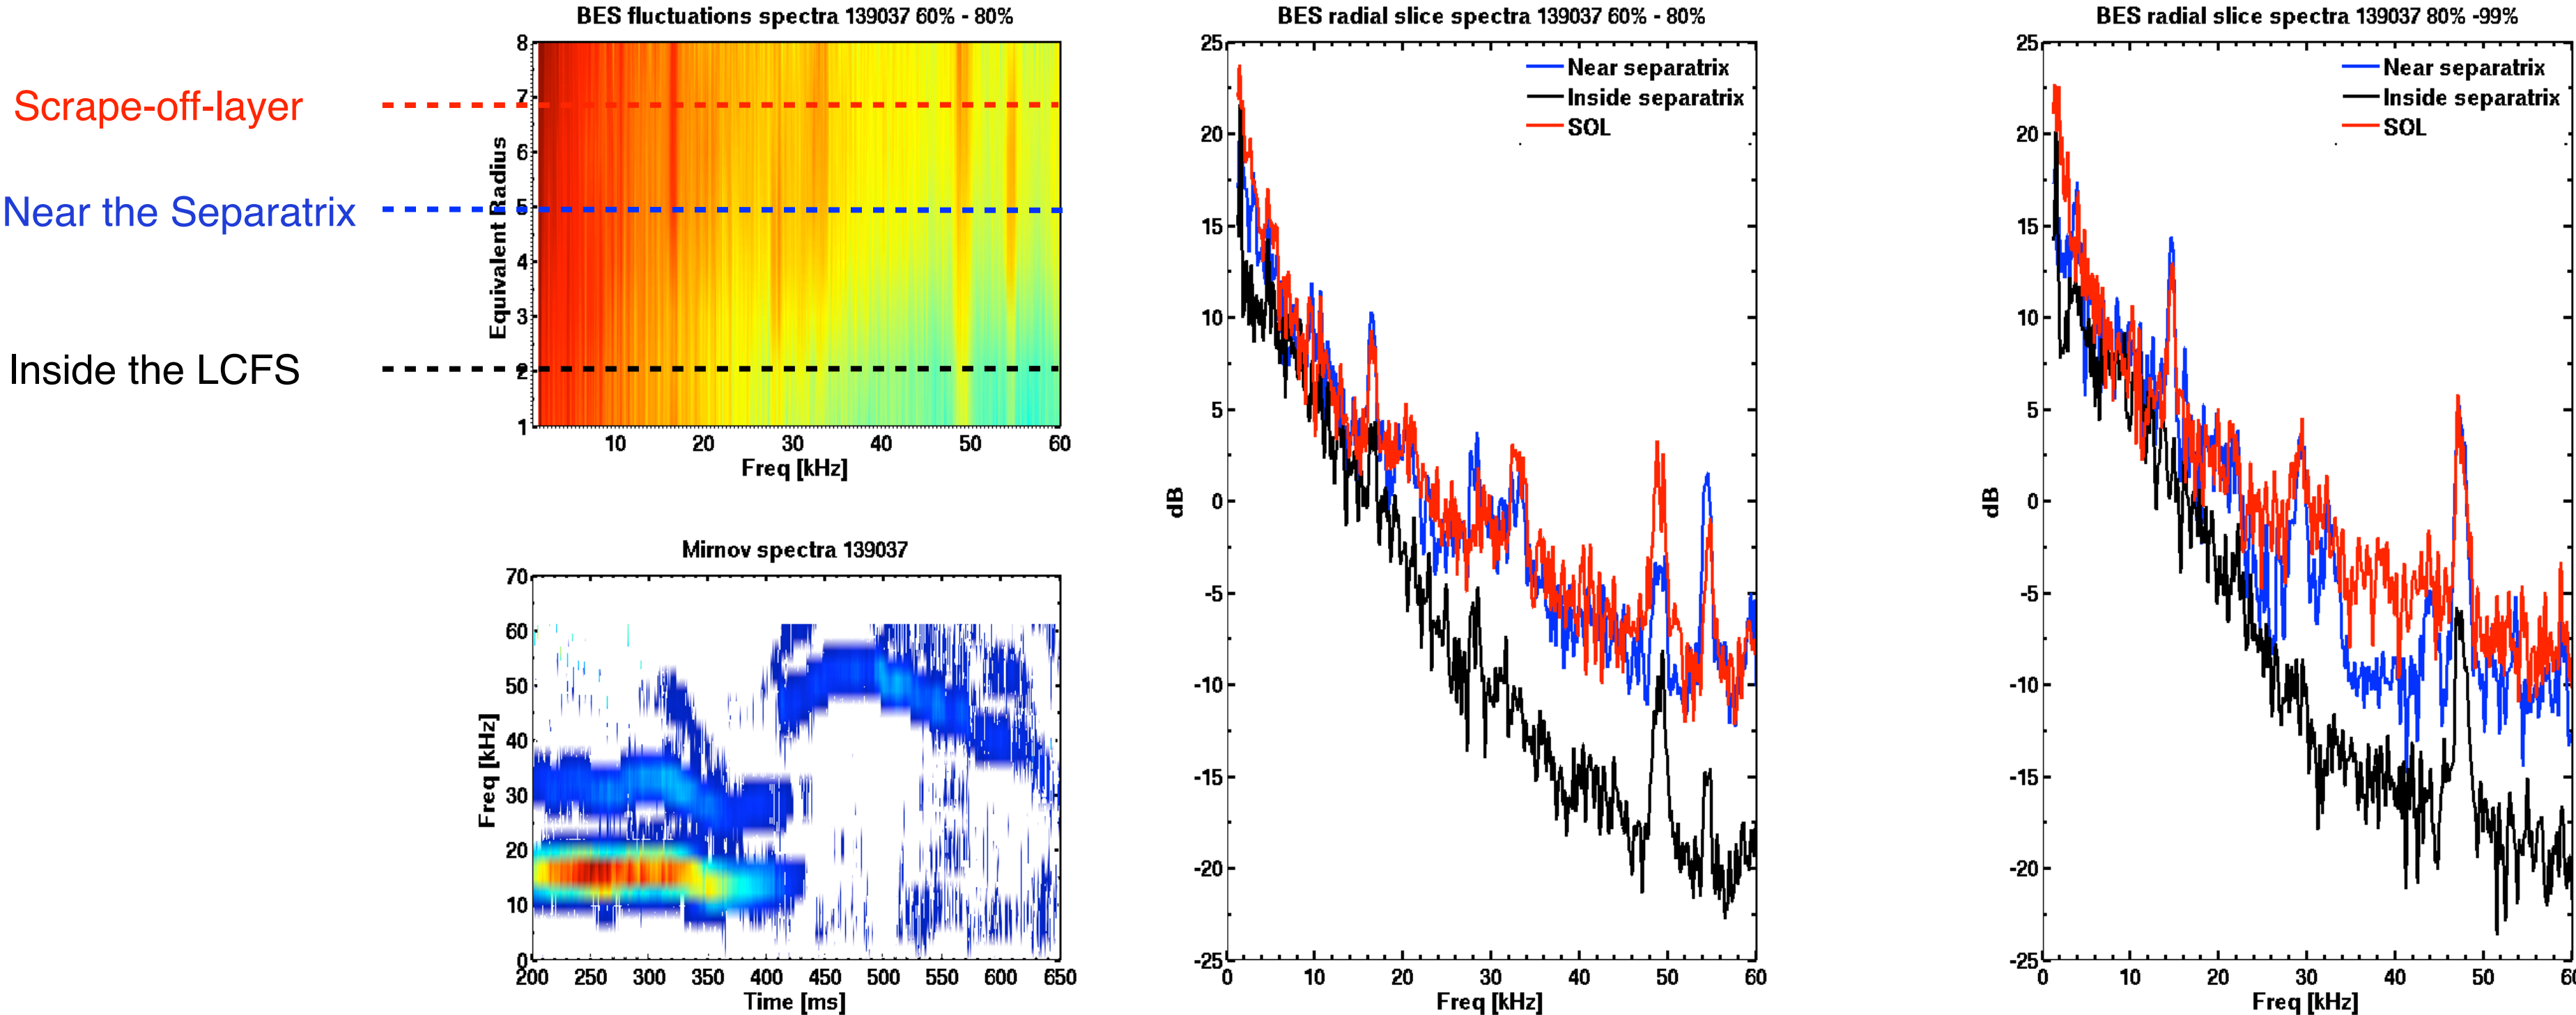 Scrape-off-layer
Near the Separatrix
Inside the LCFS
BES fluctuations spectra 139037 60% - 80%
8
7
6
5
4
3
2
1
Equivalent Radius
10 20 30 40 50 60
Freq [kHz]
Mirnov spectra 139037
70
60
50
40
30
20
10
0
Freq [kHz]
200 250 300 350 400 450 500 550 600 650
Time [ms]
BES radial slice spectra 139037 60% - 80%
Near separatrix
Inside separatrix
SOL
25
20
15
10
5
0
-5
-10
-15
-20
-25
dB
0 10 20 30 40 50 60
Freq [kHz]
BES radial slice spectra 139037 80% -99%
Near separatrix
Inside separatrix
SOL
25
20
15
10
5
0
-5
-10
-15
-20
-25
dB
0 10 20 30 40 50 60
Freq [kHz]